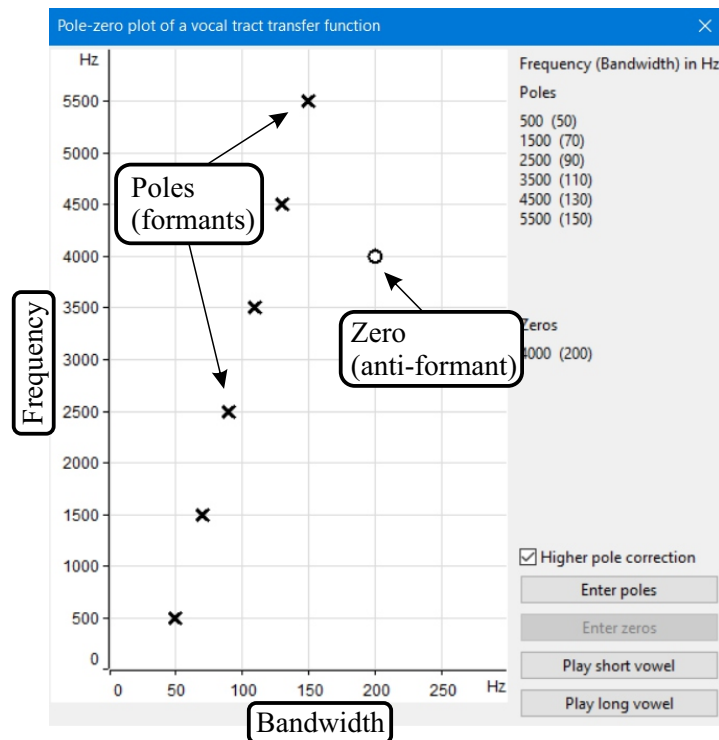 Pole-zero plot of a vocal tract transfer function
Hz
5500
5000
4500
4000
3500
3000
2500
2000
1500
1000
500
0
0 50 100 150 200 250 Hz
Frequency
Bandwidth
Poles
(formants)
Zero
(anti-formant)
Frequency (Bandwidth) in Hz
Poles
500 (50)
1500 (70)
2500 (90)
3500 (110)
4500 (130)
5500 (150)
Zeros
4000 (200)
Higher pole correction
Enter poles
Enter zeros
Play short vowel
Play long vowel